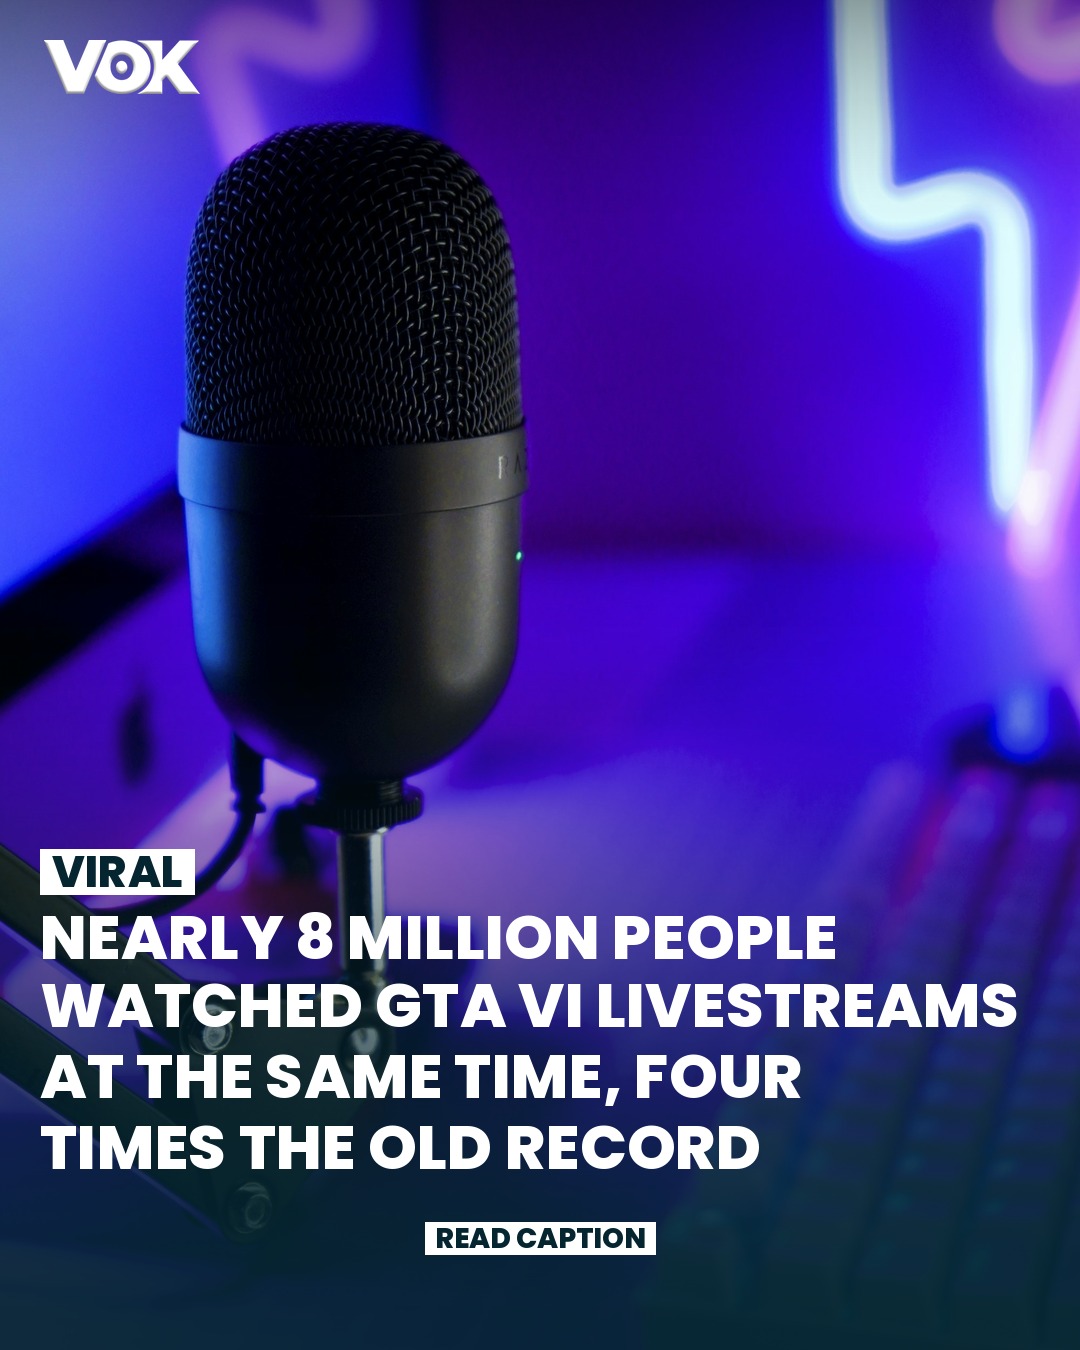 VOK
VIRAL
NEARLY 8 MILLION PEOPLE
WATCHED GTA VI LIVESTREAMS
AT THE SAME TIME, FOUR
TIMES THE OLD RECORD
READ CAPTION